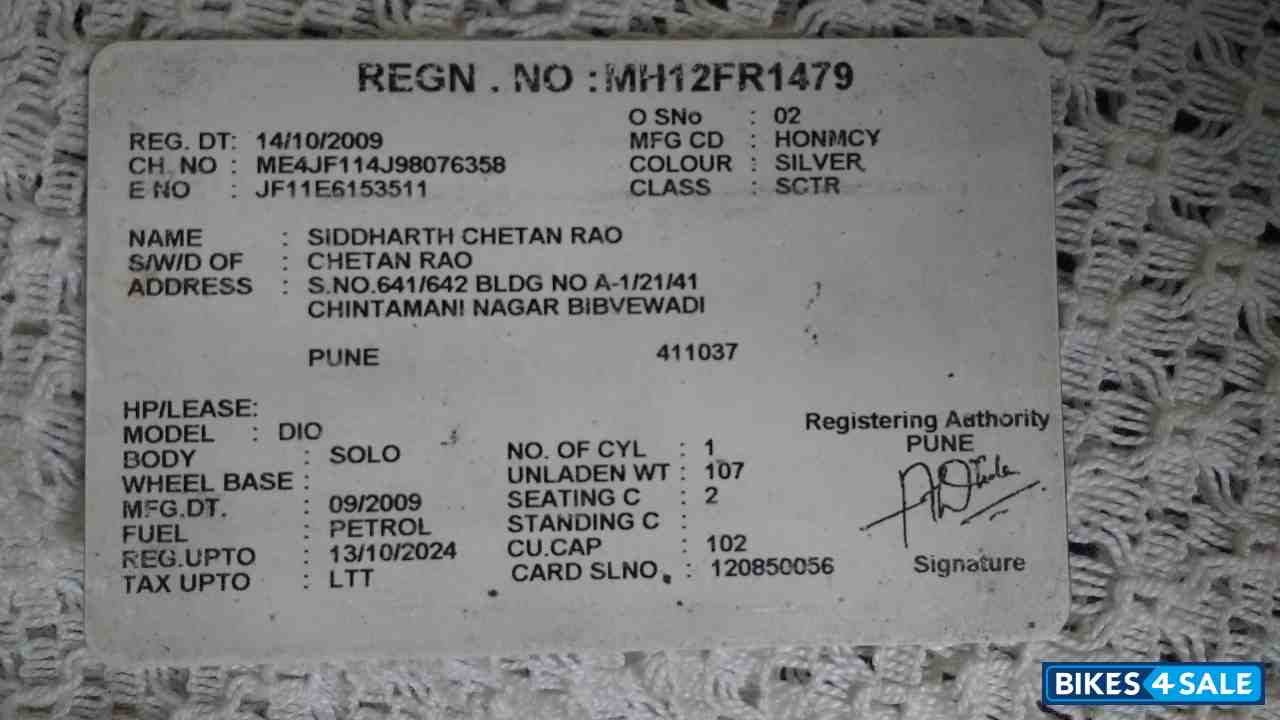 REGN . NO :MH12FR1479
O SNo : 02
REG. DT: 14/10/2009 MFG CD : HONMCY
CH. NO : ME4JF114J98076358 COLOUR : SILVER
E NO : JF11E6153511 CLASS : SCTR
NAME : SIDDHARTH CHETAN RAO
S/W/D OF : CHETAN RAO
ADDRESS : S.NO.641/642 BLDG NO A-1/21/41
CHINTAMANI NAGAR BIBVEWADI
PUNE 411037
HP/LEASE:
MODEL : DIO
BODY : SOLO
WHEEL BASE :
MFG.DT. : 09/2009
FUEL : PETROL
REG.UPTO : 13/10/2024
TAX UPTO : LTT
NO. OF CYL : 1
UNLADEN WT : 107
SEATING C : 2
STANDING C :
CU.CAP : 102
CARD SLNO. : 120850056
Registering Authority
PUNE
Signature
BIKES4SALE